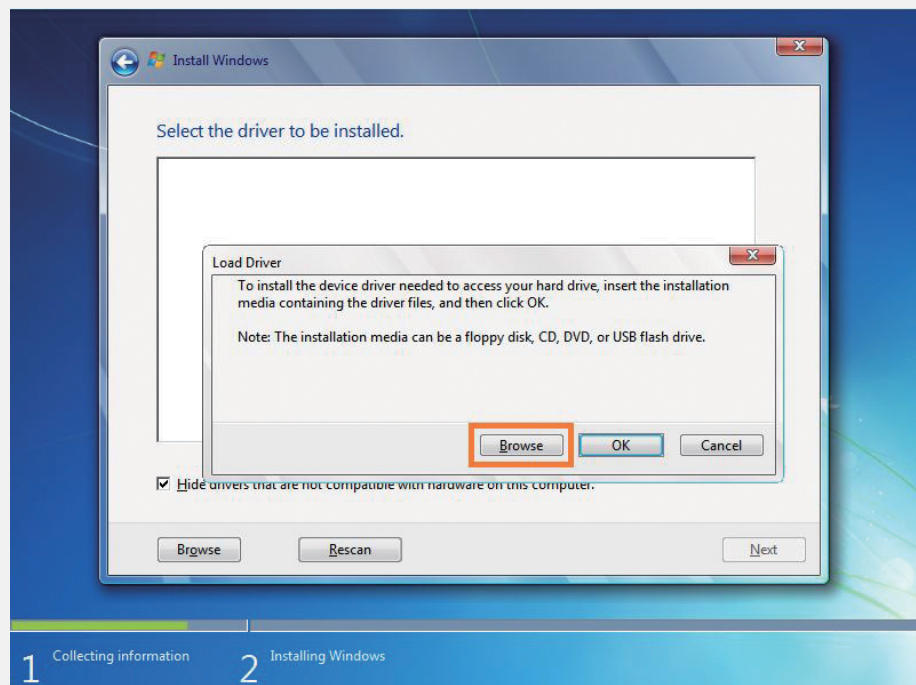 Install Windows
Select the driver to be installed.
Load Driver
To install the device driver needed to access your hard drive, insert the installation
media containing the driver files, and then click OK.
Note: The installation media can be a floppy disk, CD, DVD, or USB flash drive.
Browse OK Cancel
Hide drivers that are not compatible with hardware on this computer.
Browse Rescan Next
1 Collecting information 2 Installing Windows